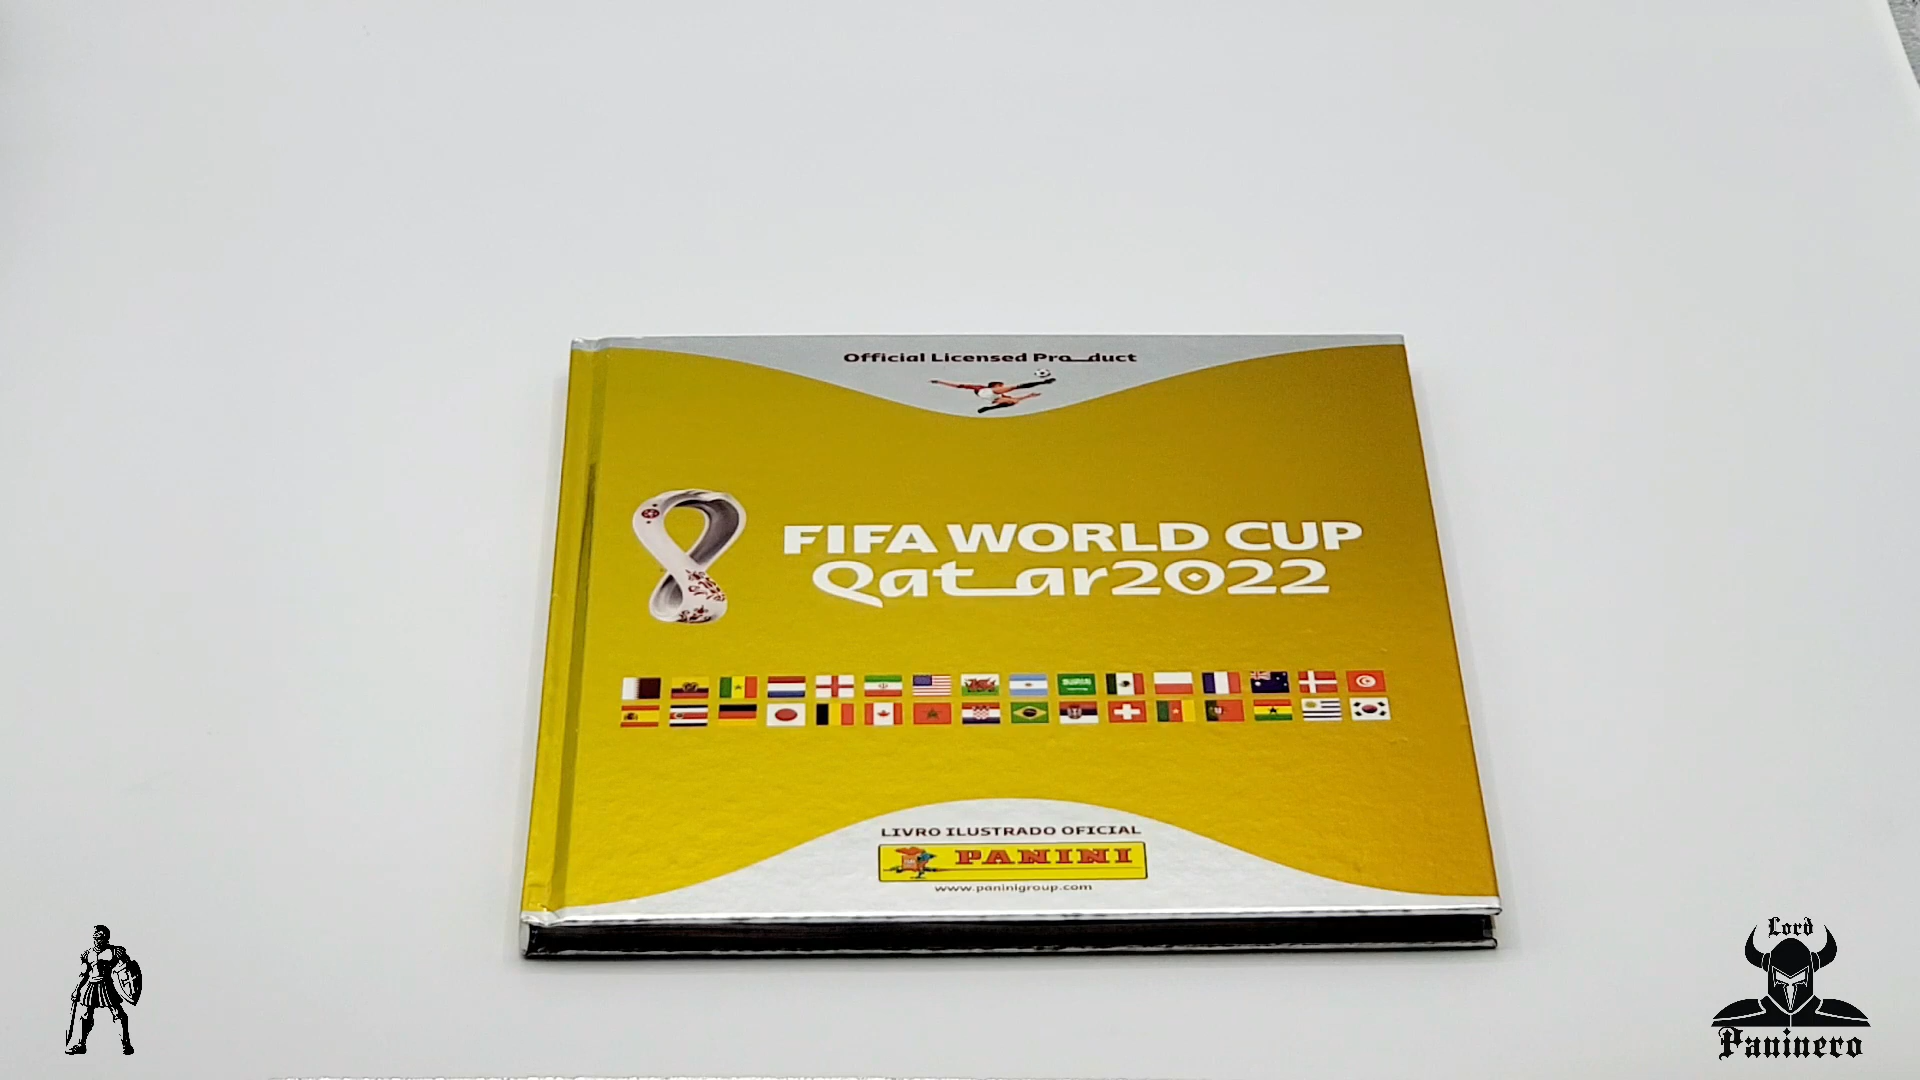 Official Licensed Product
FIFA WORLD CUP
Qatar2022
LIVRO ILUSTRADO OFICIAL
PANINI
www.paninigroup.com
Lord
Paninero